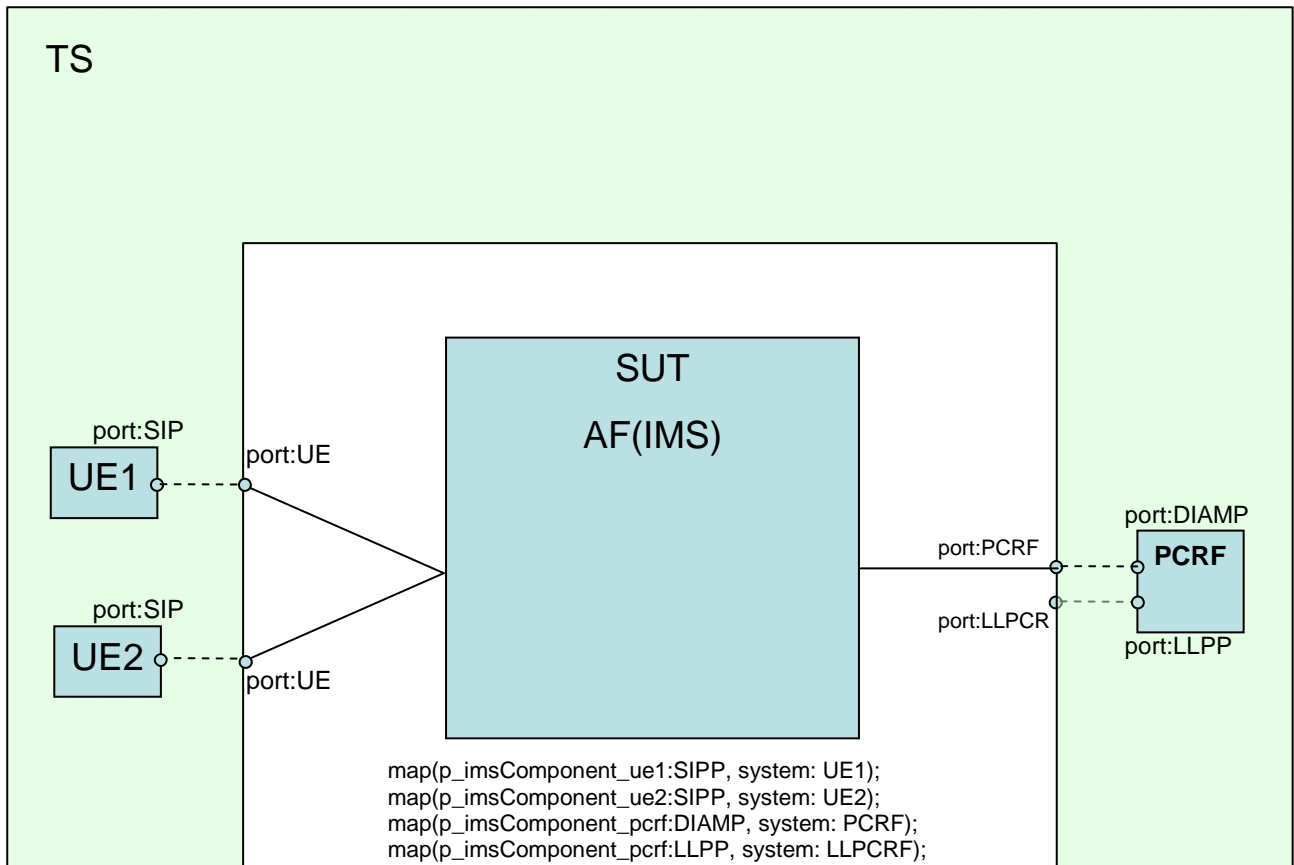 TS
SUT
AF(IMS)
port:SIP
UE1
port:UE
port:SIP
UE2
port:UE
port:PCRF
port:LLPCR
port:DIAMP
PCRF
port:LLPP
map(p_imsComponent_ue1:SIPP, system: UE1);
map(p_imsComponent_ue2:SIPP, system: UE2);
map(p_imsComponent_pcrf:DIAMP, system: PCRF);
map(p_imsComponent_pcrf:LLPP, system: LLPCRF);